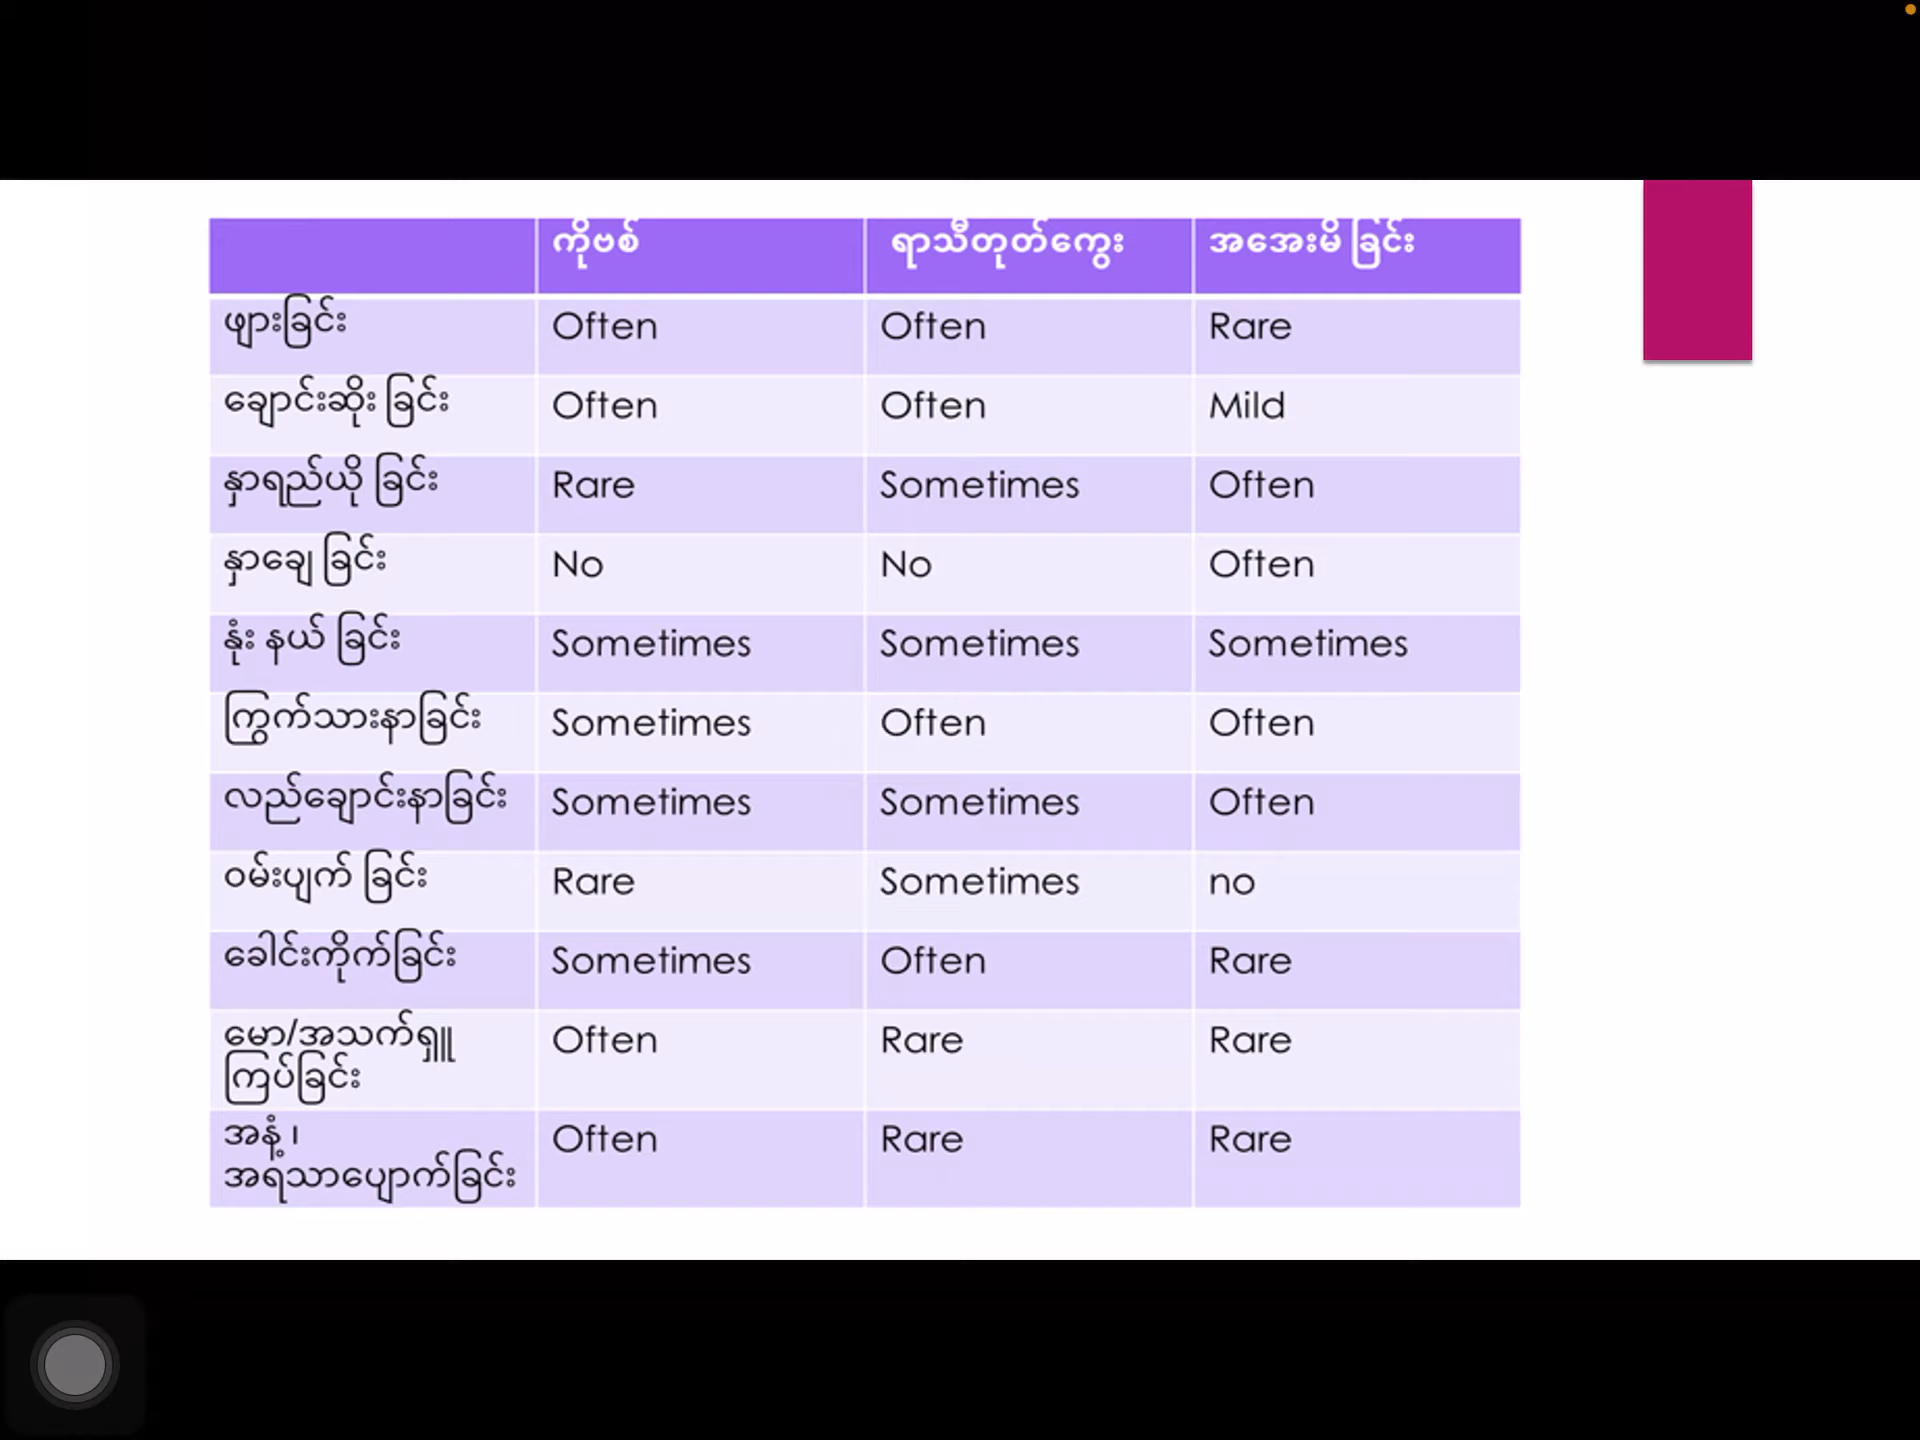 ကိုဗစ် ရာသီတုတ်ကွေး အအေးမိ ခြင်း
ဖျားခြင်း Often Often Rare
ချောင်းဆိုး ခြင်း Often Often Mild
နှာရည်ယို ခြင်း Rare Sometimes Often
နှာချေ ခြင်း No No Often
နုံး နယ် ခြင်း Sometimes Sometimes Sometimes
ကြွက်သားနာခြင်း Sometimes Often Often
လည်ချောင်းနာခြင်း Sometimes Sometimes Often
ဝမ်းပျက် ခြင်း Rare Sometimes no
ခေါင်းကိုက်ခြင်း Sometimes Often Rare
မော/အသက်ရှူ Often Rare Rare
ကြပ်ခြင်း
အနံ့ ၊ Often Rare Rare
အရသာပျောက်ခြင်း